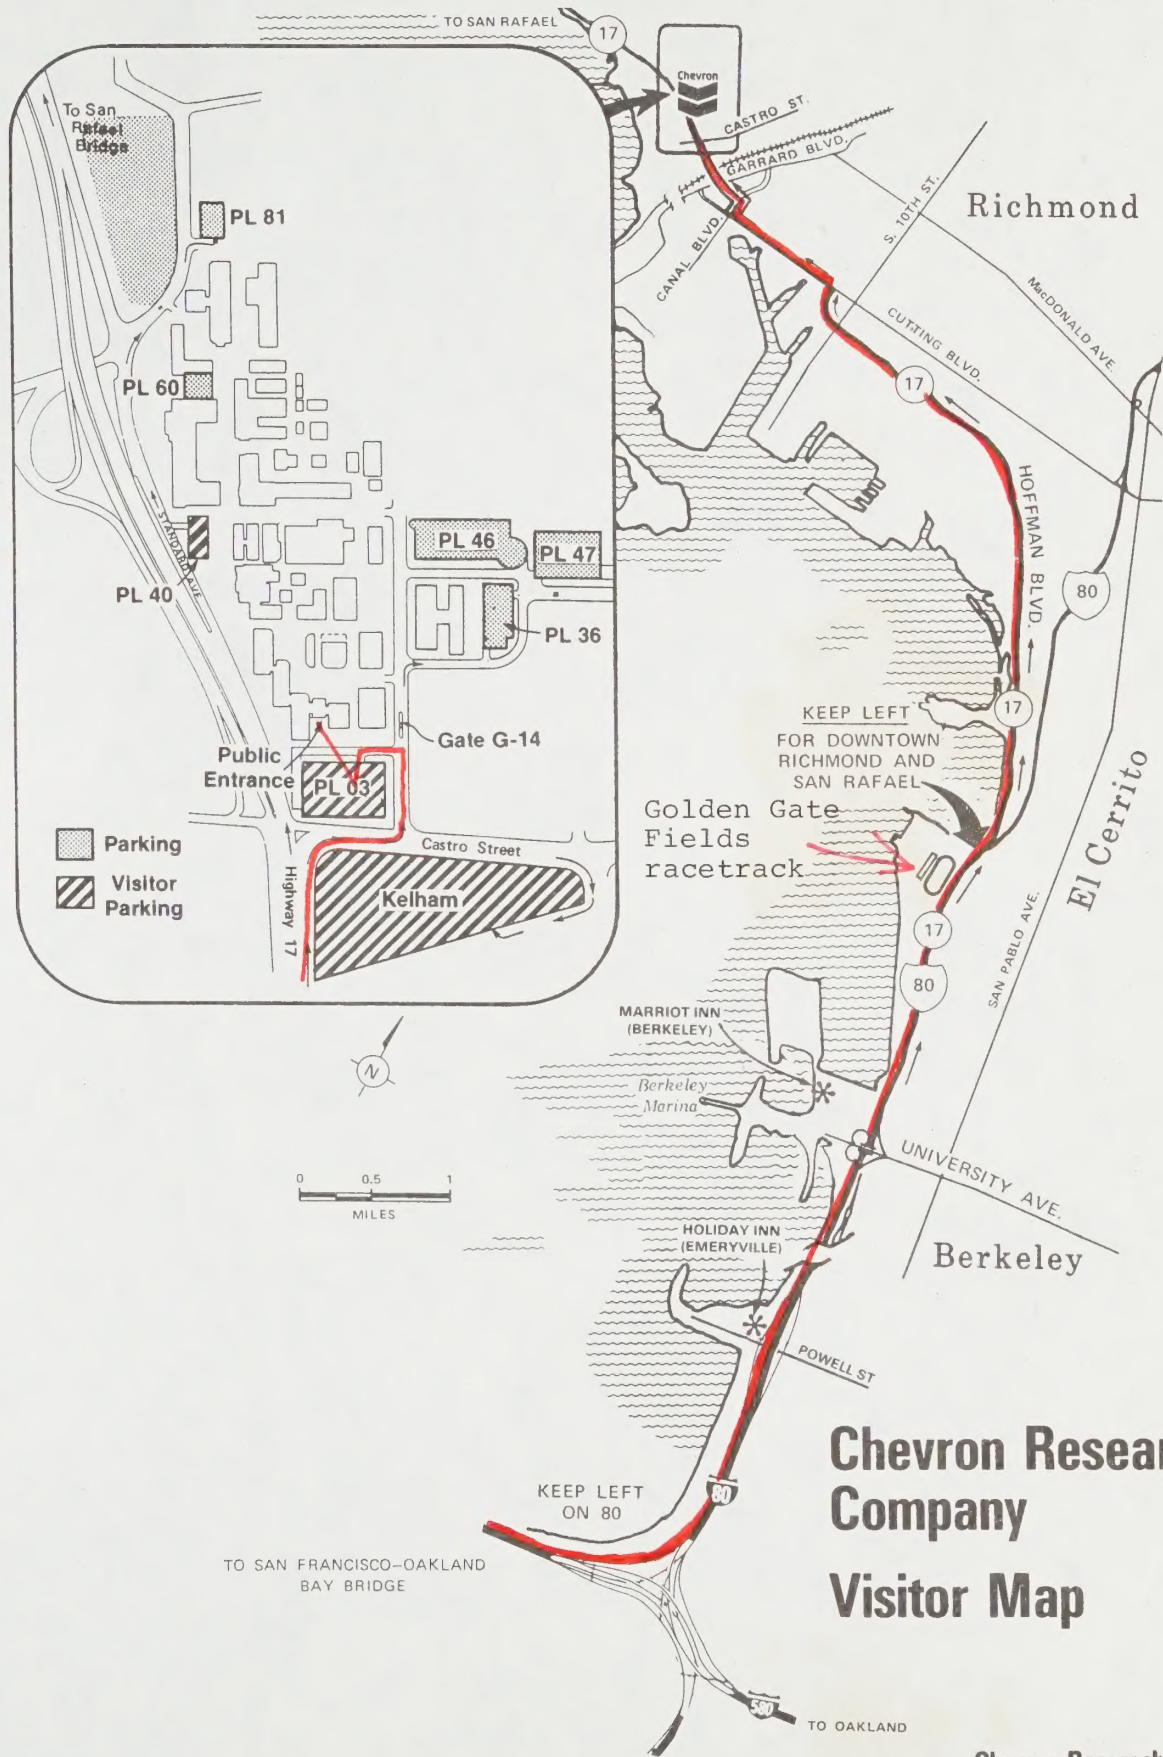 TO SAN RAFAEL
17
Chevron
CASTRO ST.
GARRARD BLVD.
S. 10TH ST.
Richmond
CANAL BLVD.
MacDONALD AVE.
CUTTING BLVD.
17
HOFFMAN BLVD.
80
17
KEEP LEFT
FOR DOWNTOWN
RICHMOND AND
SAN RAFAEL
El Cerrito
Golden Gate
Fields
racetrack
17
80
SAN PABLO AVE.
MARRIOT INN
(BERKELEY)
Berkeley
Marina
UNIVERSITY AVE.
HOLIDAY INN
(EMERYVILLE)
Berkeley
POWELL ST
KEEP LEFT
ON 80
80
TO SAN FRANCISCO-OAKLAND
BAY BRIDGE
580
TO OAKLAND
To San
Rafael
Bridge
PL 81
PL 60
STANDARD AVE.
PL 40
PL 46
PL 47
PL 36
Gate G-14
Public
Entrance
PL 03
Castro Street
Highway 17
Kelham
Parking
Visitor
Parking
N
0 0.5 1
MILES
Chevron Resear
Company
Visitor Map